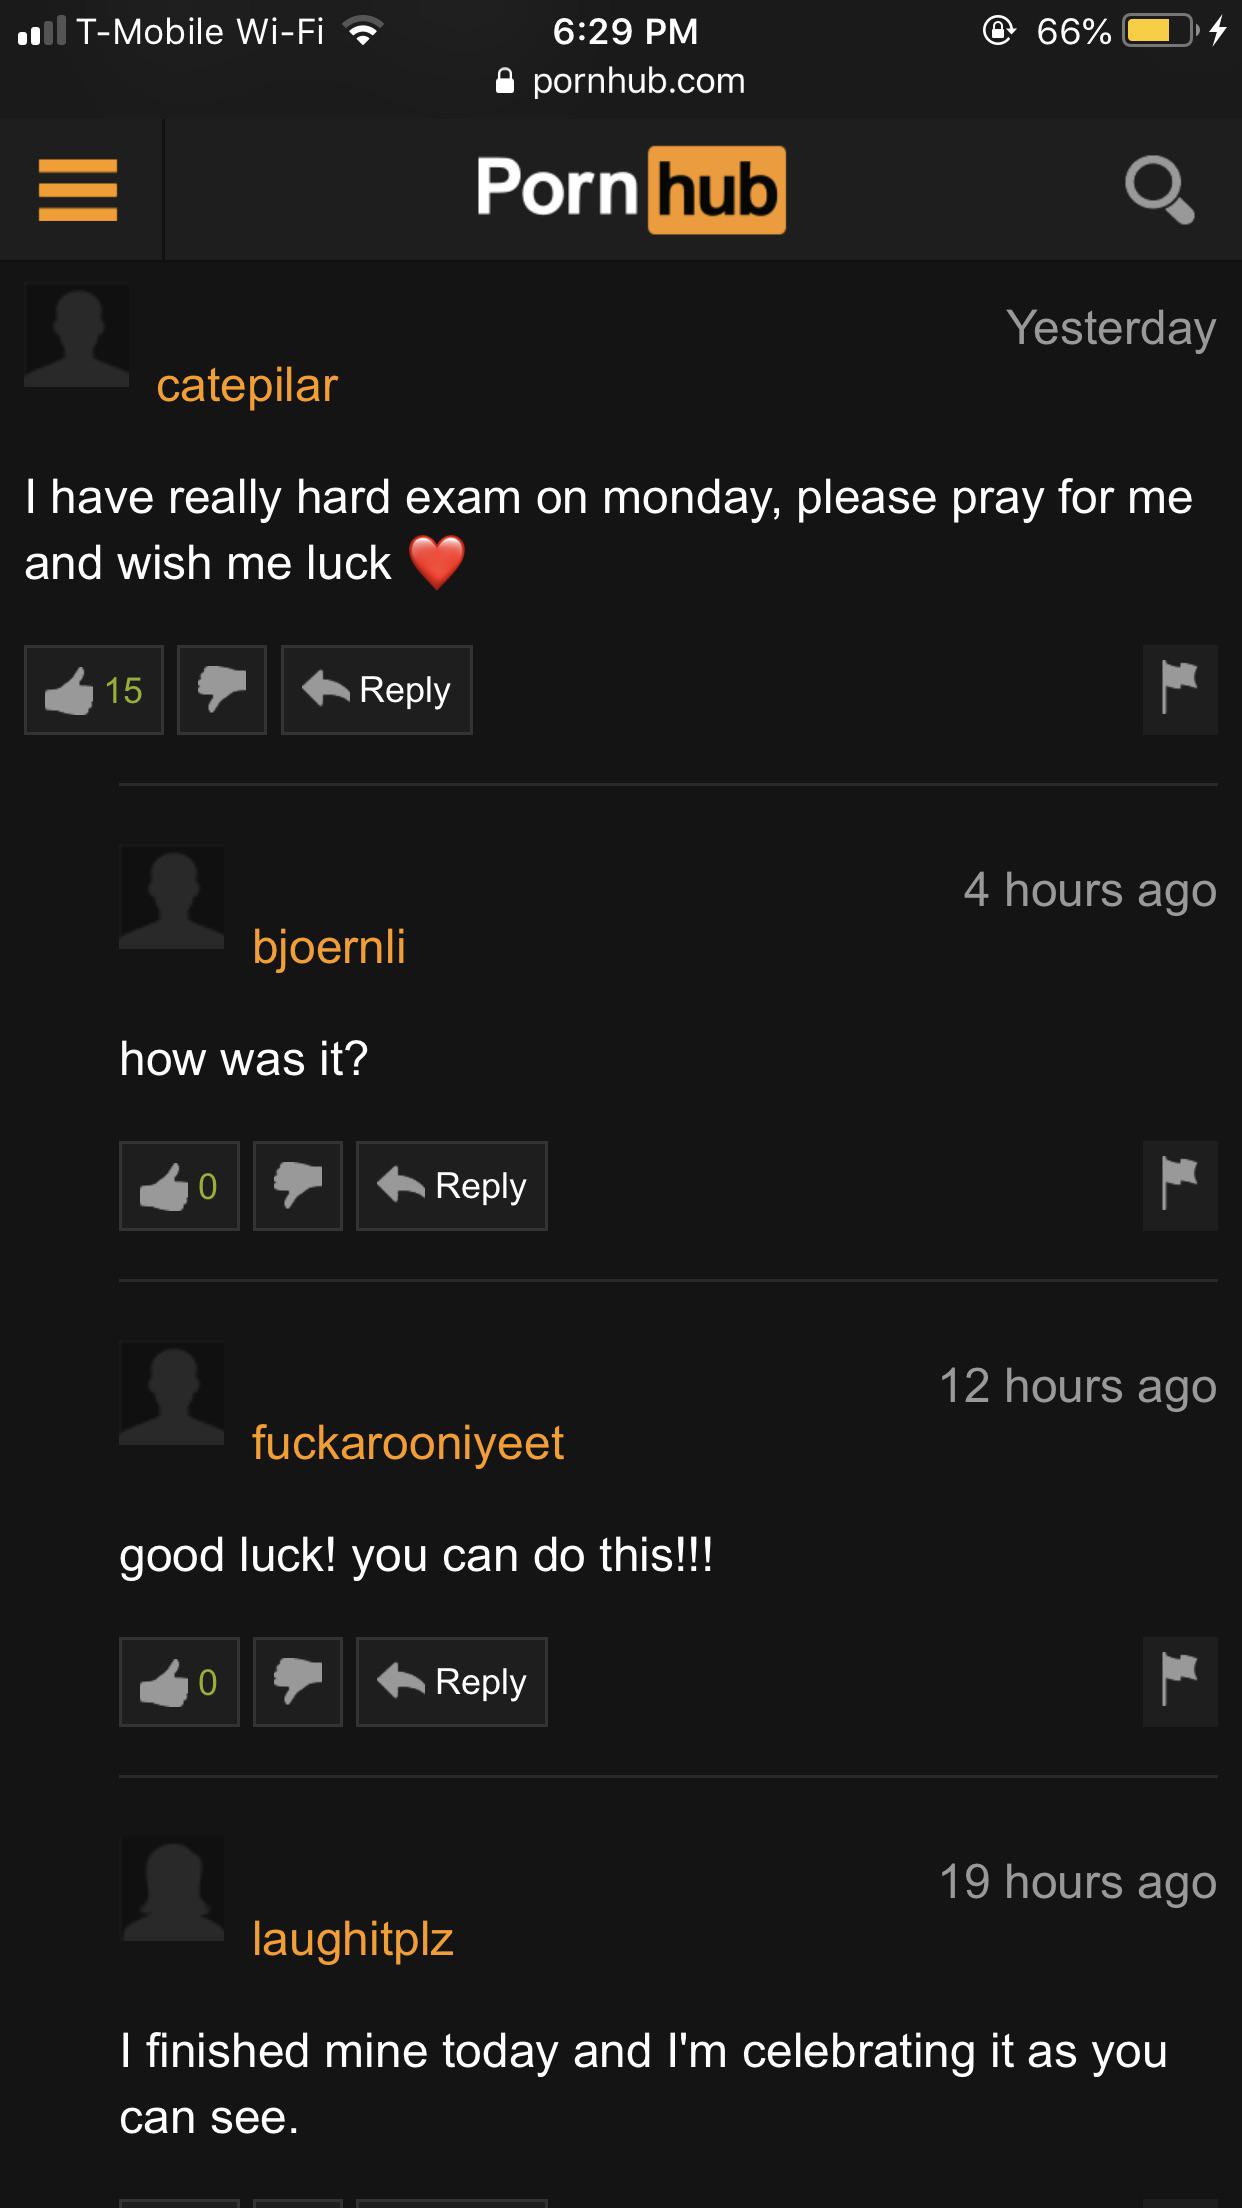 T-Mobile Wi-Fi 6:29 PM 66%
pornhub.com
Porn hub
Yesterday
catepilar
I have really hard exam on monday, please pray for me
and wish me luck ❤️
15 Reply
4 hours ago
bjoernli
how was it?
0 Reply
12 hours ago
fuckarooniyeet
good luck! you can do this!!!
0 Reply
19 hours ago
laughitplz
I finished mine today and I'm celebrating it as you
can see.